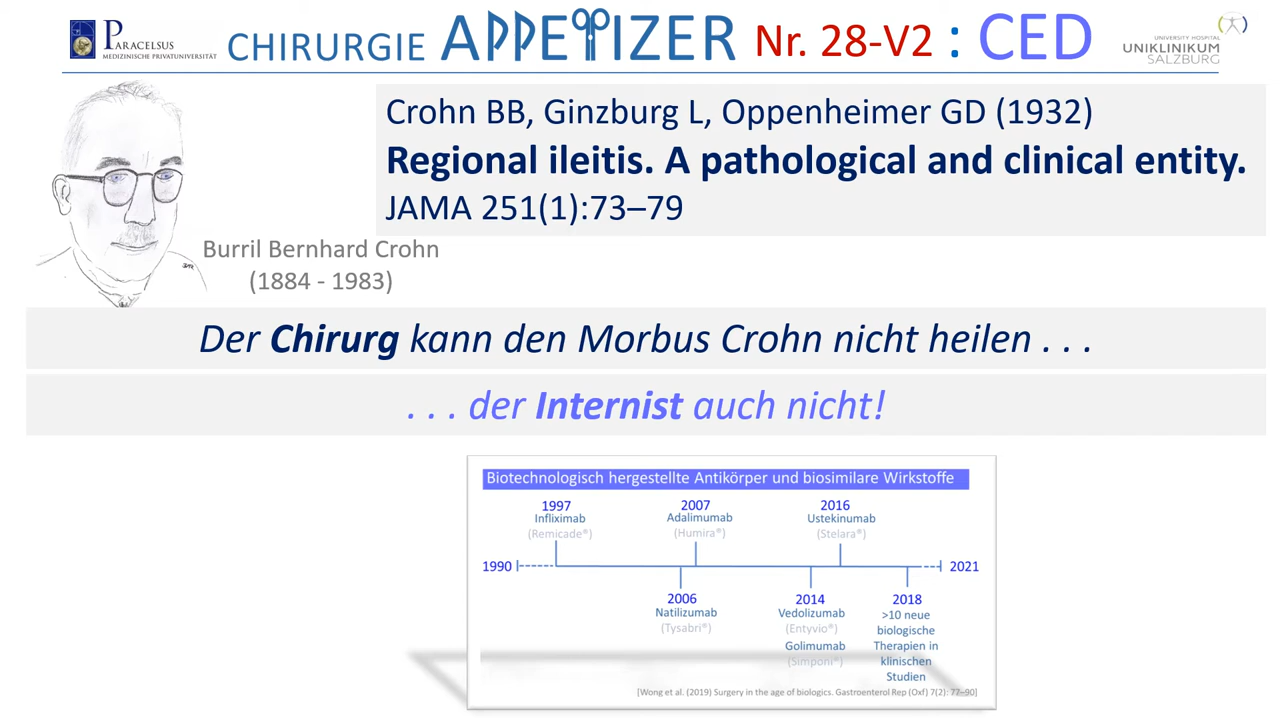 PARACELSUS
MEDIZINISCHE PRIVATUNIVERSITÄT
CHIRURGIE APPETIZER Nr. 28-V2 : CED
UNIVERSITY HOSPITAL
UNIKLINIKUM
SALZBURG
Crohn BB, Ginzburg L, Oppenheimer GD (1932)
Regional ileitis. A pathological and clinical entity.
JAMA 251(1):73–79
Burril Bernhard Crohn
(1884 - 1983)
Der Chirurg kann den Morbus Crohn nicht heilen . . .
. . . der Internist auch nicht!
Biotechnologisch hergestellte Antikörper und biosimilare Wirkstoffe
1997
Infliximab
(Remicade®)
2007
Adalimumab
(Humira®)
2016
Ustekinumab
(Stelara®)
1990
2021
2006
Natilizumab
(Tysabri®)
2014
Vedolizumab
(Entyvio®)
Golimumab
(Simponi®)
2018
>10 neue
biologische
Therapien in
klinischen
Studien
[Wong et al. (2019) Surgery in the age of biologics. Gastroenterol Rep (Oxf) 7(2): 77–90]